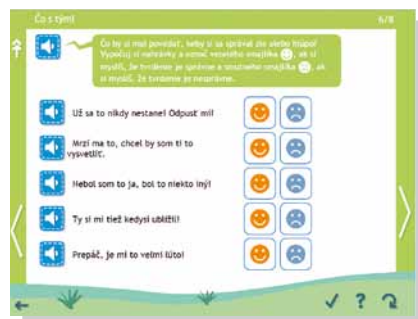 Čo s tým?
6/8
Čo by si mal povedať, keby si sa správal zle alebo hlúpo?
Vypočuj si nahrávky a označ veselého smajlíka, ak si
myslíš, že tvrdenie je správne a smutného smajlíka, ak
si myslíš, že tvrdenie je nesprávne.
Už sa to nikdy nestane! Odpusť mi!
Mrzí ma to, chcel by som ti to
vysvetliť.
Nebol som to ja, bol to niekto iný!
Ty si mi tiež kedysi ublížil!
Prepáč, je mi to veľmi ľúto!
?